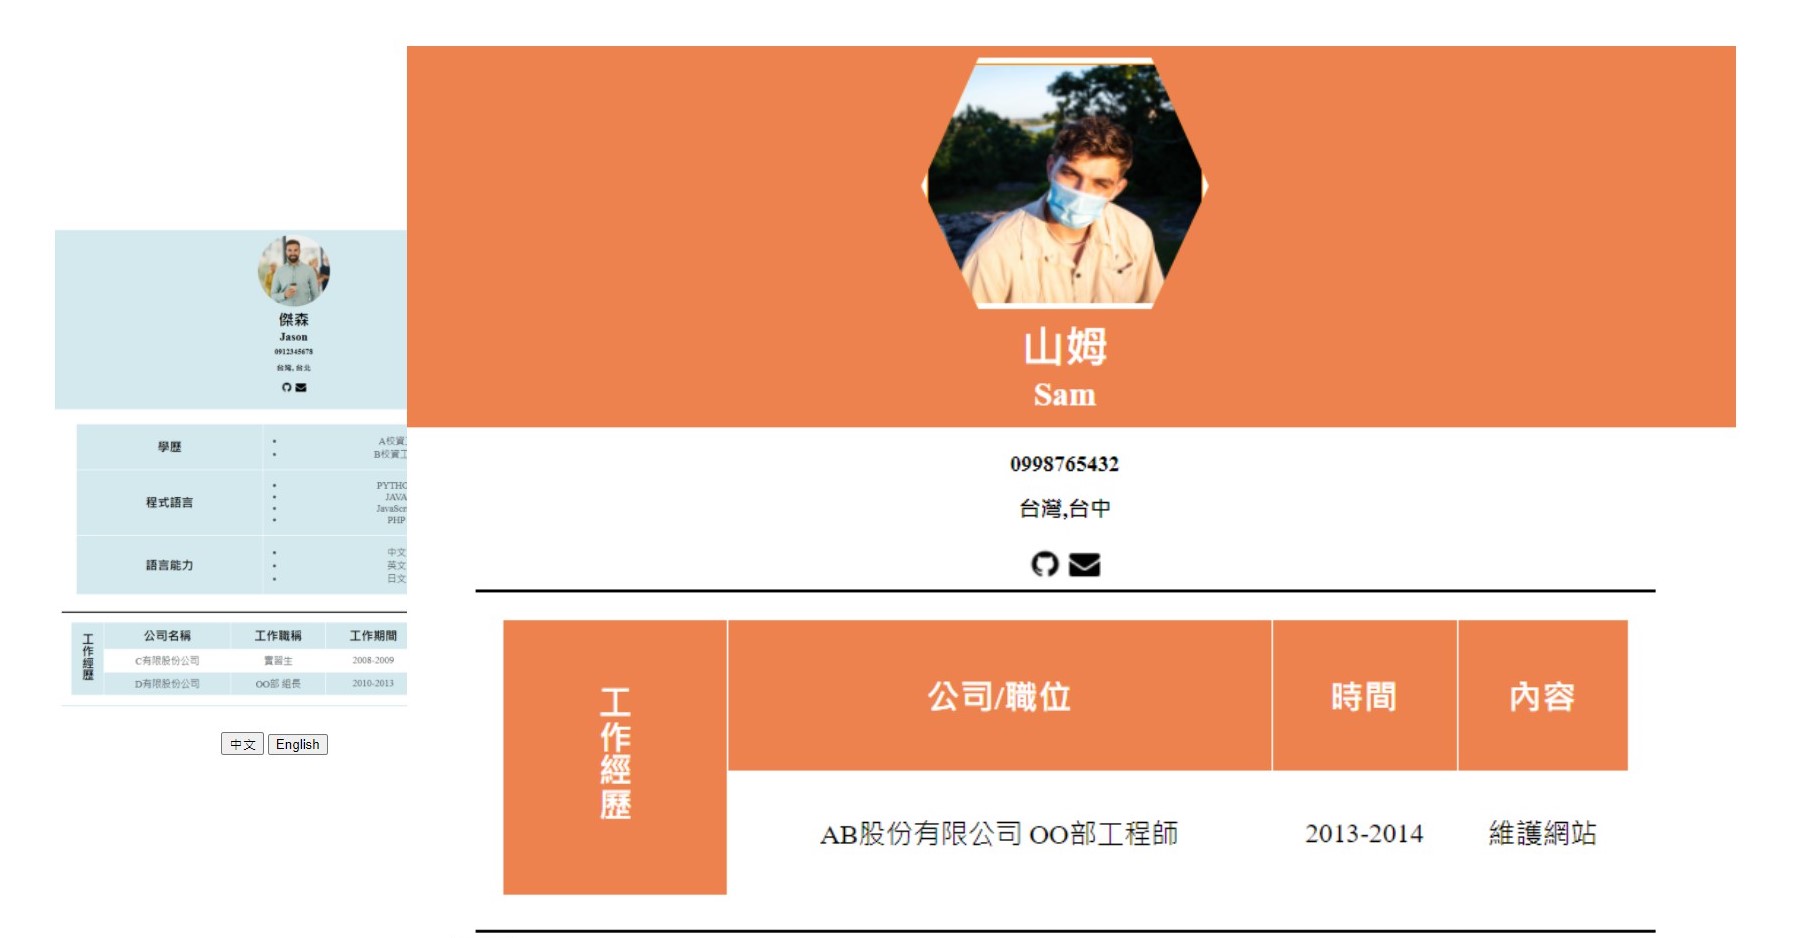 傑森
Jason
0912345678
台灣, 台北
學歷
A校資
B校資工
程式語言
PYTHO
JAVA
JavaScr
PHP
語言能力
中文
英文
日文
工作經歷
公司名稱 工作職稱 工作期間
C有限股份公司 實習生 2008-2009
D有限股份公司 OO部 組長 2010-2013
中文 English
山姆
Sam
0998765432
台灣,台中
工作經歷
公司/職位 時間 內容
AB股份有限公司 OO部工程師 2013-2014 維護網站